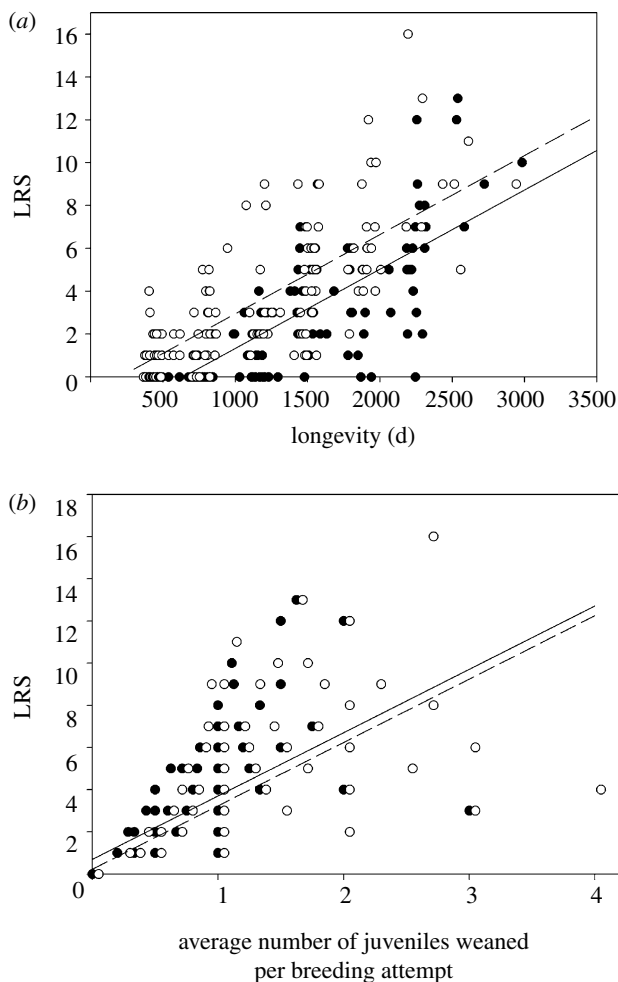 (a)
16
14
12
10
8
6
4
2
0
LRS
500 1000 1500 2000 2500 3000 3500
longevity (d)
(b)
18
16
14
12
10
8
6
4
2
0
LRS
1 2 3 4
average number of juveniles weaned
per breeding attempt